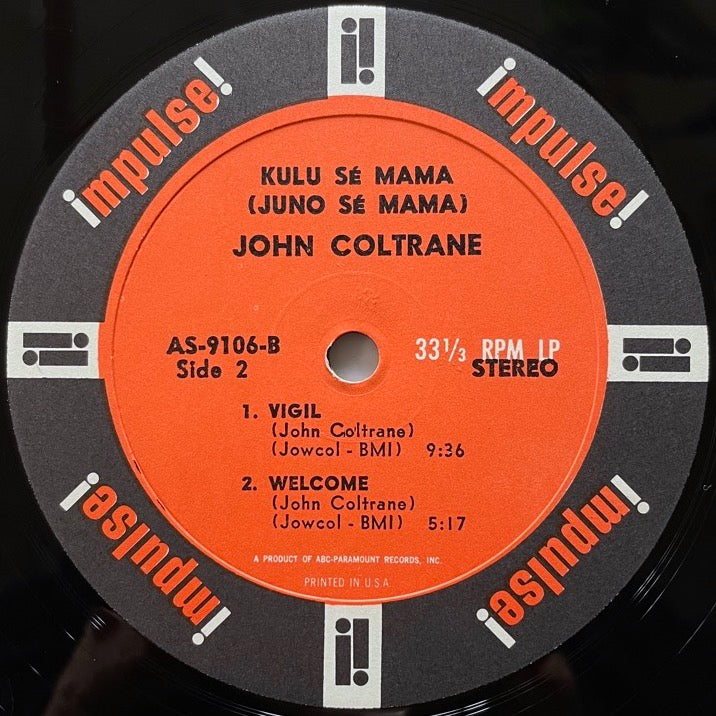 impulse!
impulse!
KULU SÉ MAMA
(JUNO SÉ MAMA)
JOHN COLTRANE
AS-9106-B
Side 2
33 1/3 RPM LP
STEREO
1. VIGIL
(John Coltrane)
(Jowcol - BMI) 9:36
2. WELCOME
(John Coltrane)
(Jowcol - BMI) 5:17
A PRODUCT OF ABC-PARAMOUNT RECORDS, INC.
PRINTED IN U.S.A.
impulse!
impulse!